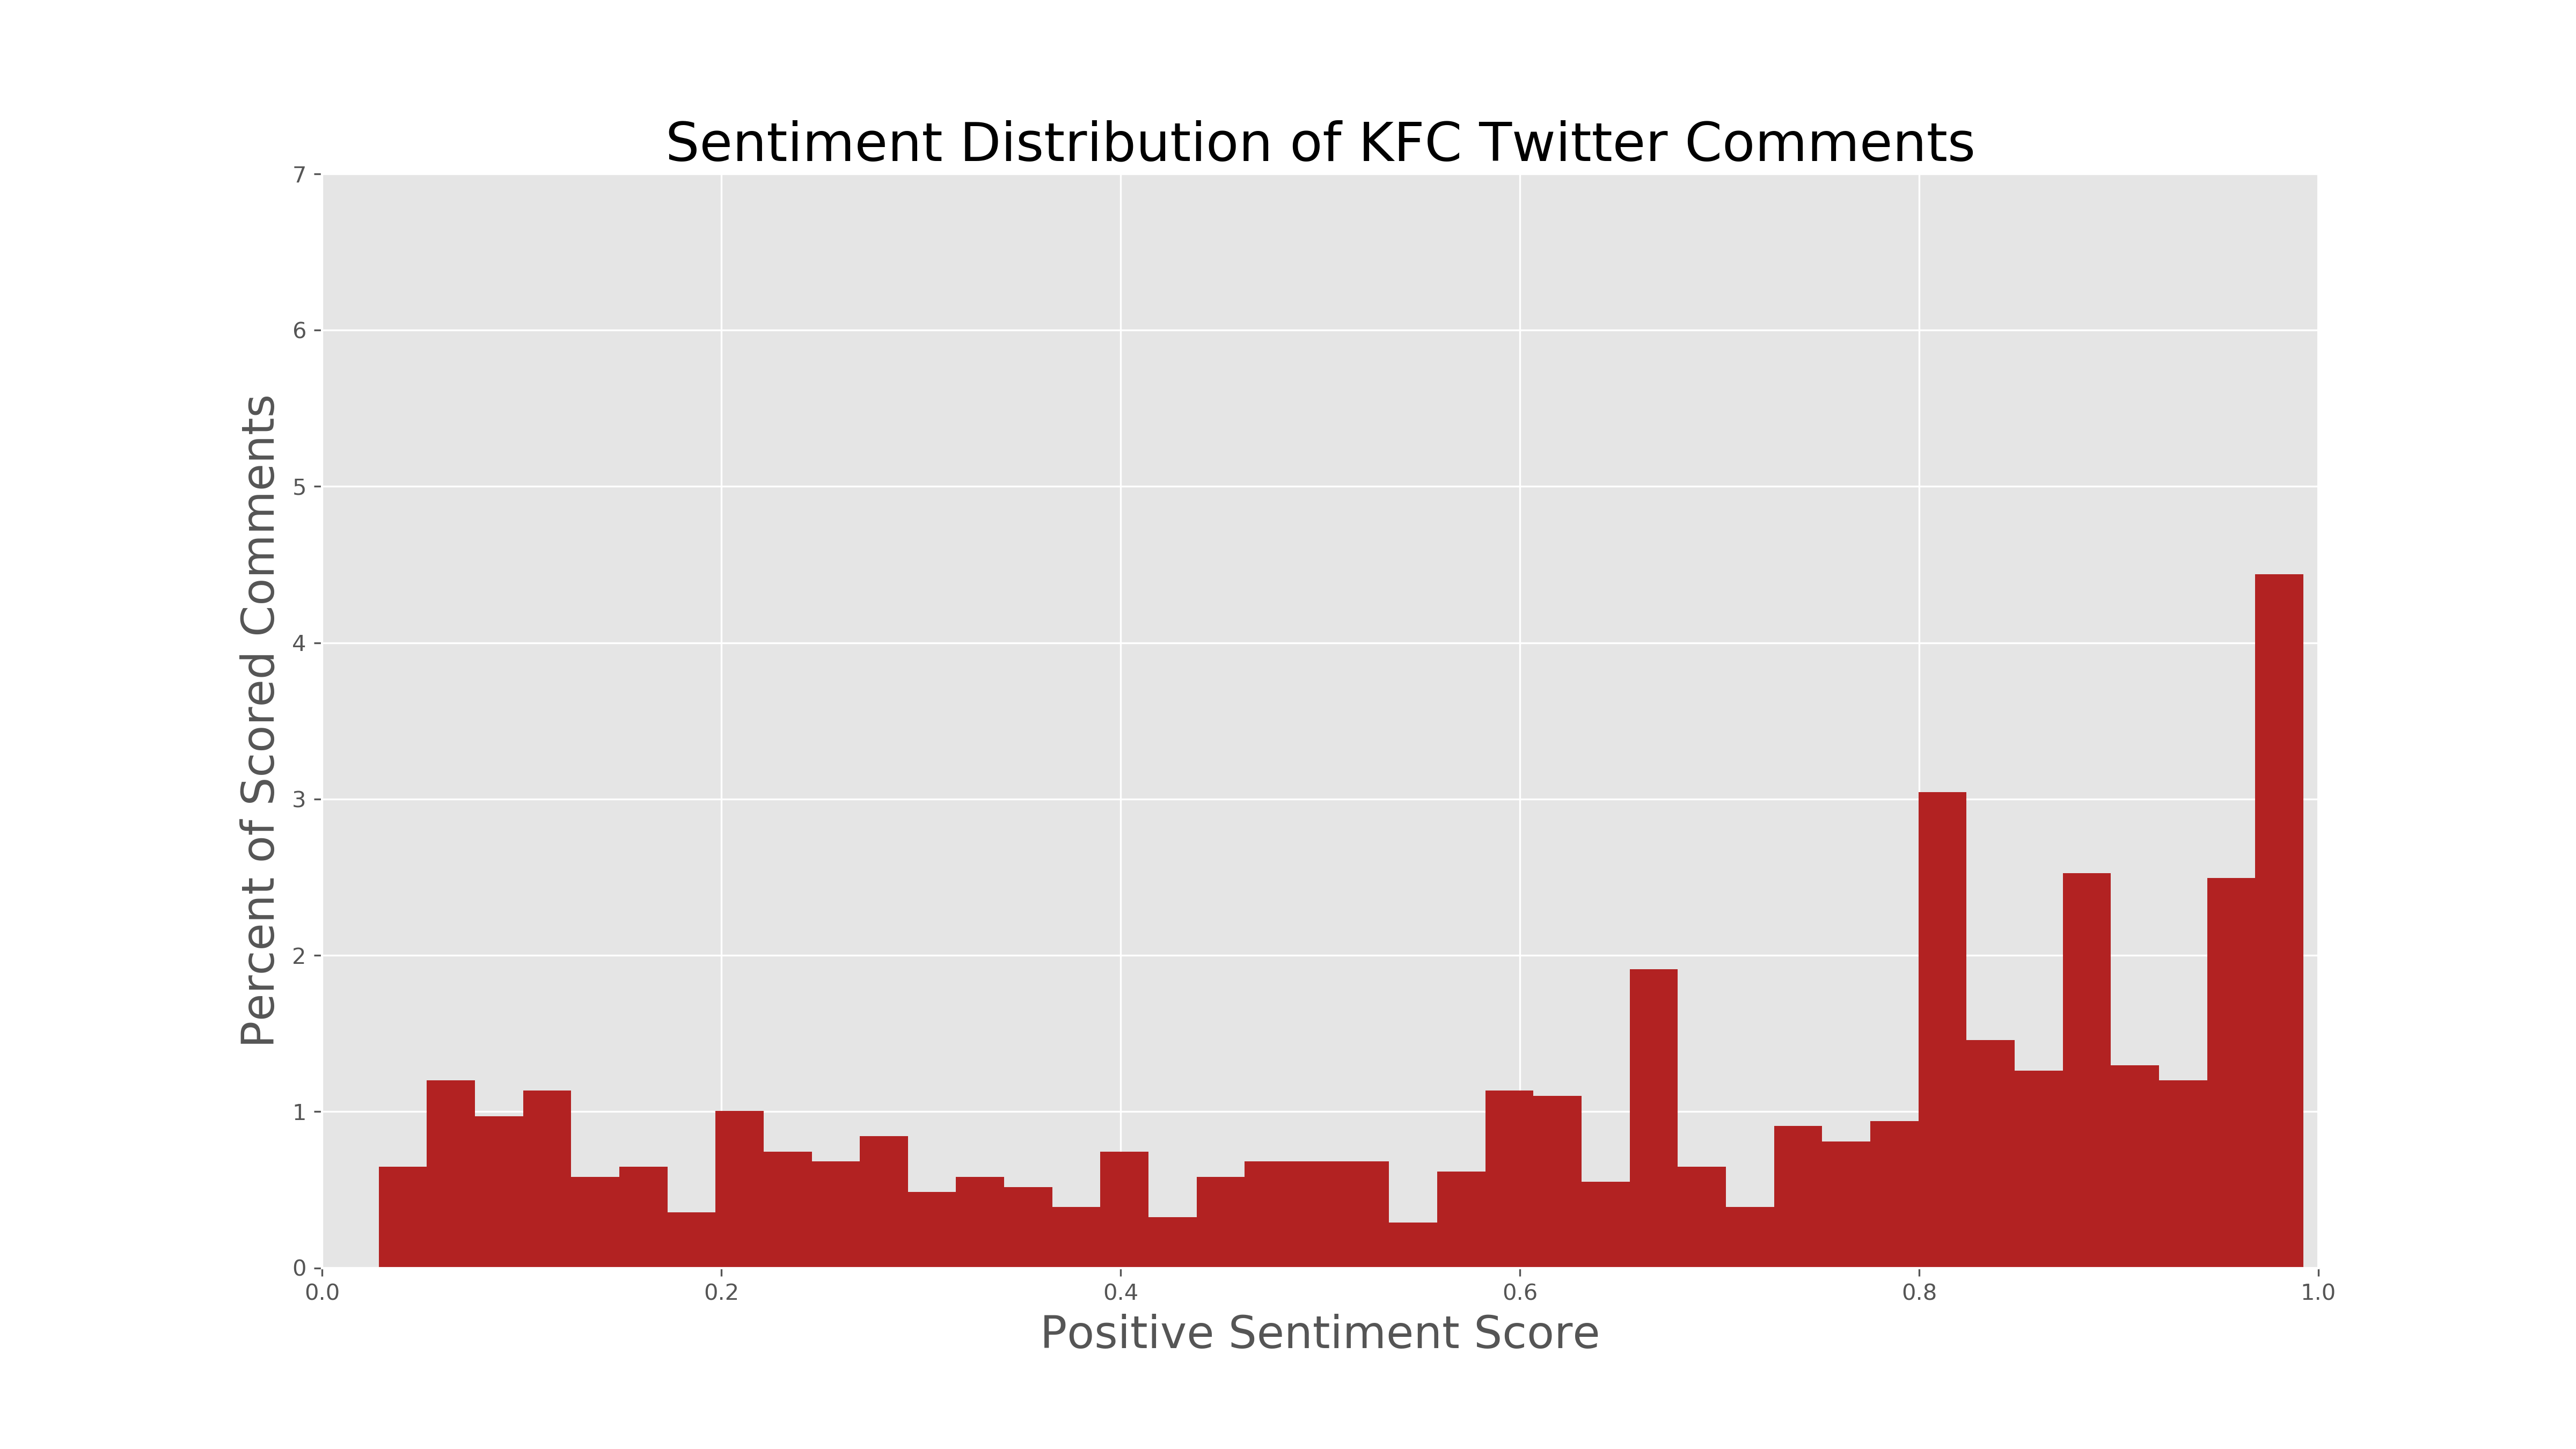 Sentiment Distribution of KFC Twitter Comments
7
6
5
4
3
2
1
0
Percent of Scored Comments
0.0 0.2 0.4 0.6 0.8 1.0
Positive Sentiment Score